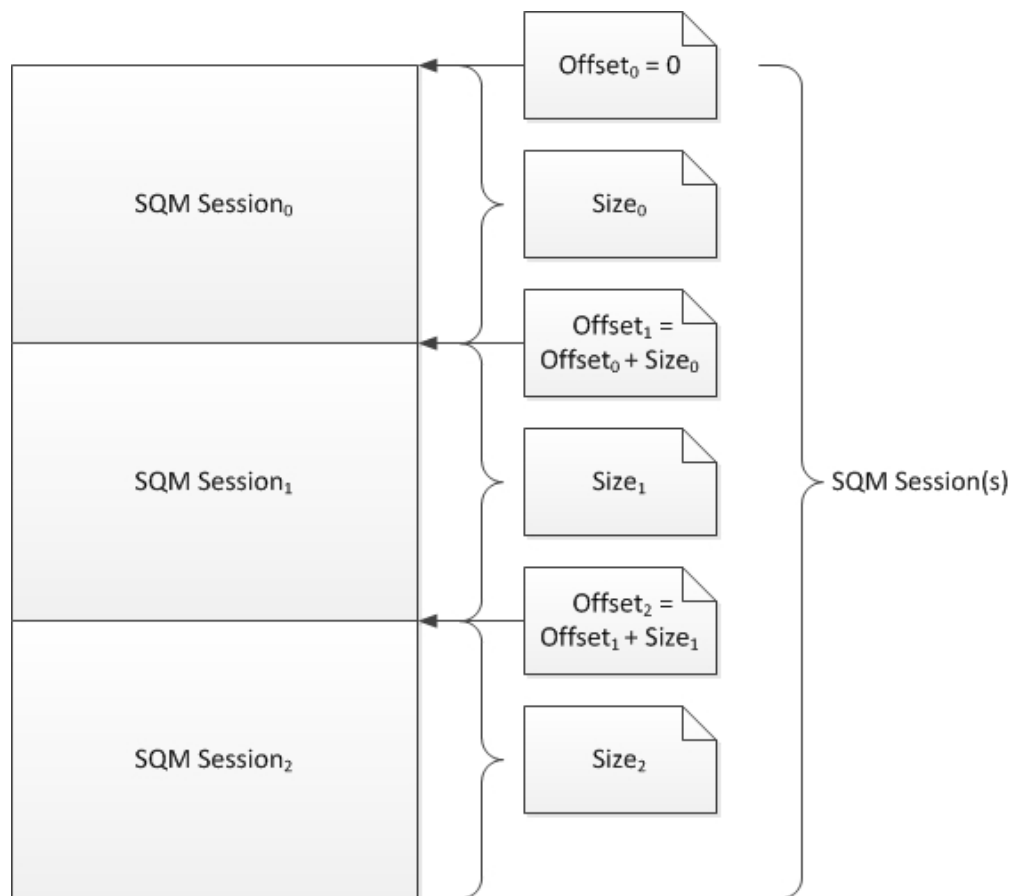 Offset₀ = 0
SQM Session₀
Size₀
Offset₁ =
Offset₀ + Size₀
SQM Session₁
Size₁
SQM Session(s)
Offset₂ =
Offset₁ + Size₁
SQM Session₂
Size₂